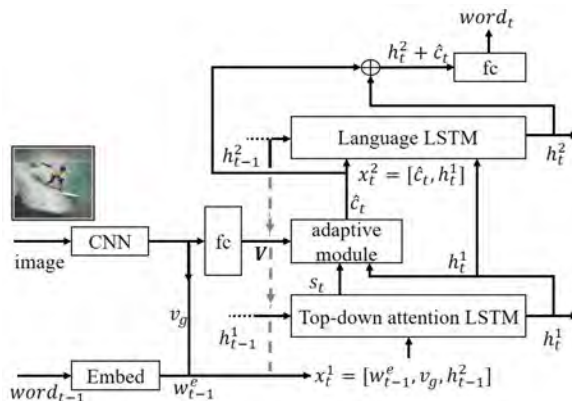 word_t
h_t^2 + ĉ_t
fc
Language LSTM
h_{t-1}^2
h_t^2
x_t^2 = [ĉ_t, h_t^1]
ĉ_t
CNN
fc
V
adaptive
module
image
h_t^1
s_t
v_g
Top-down attention LSTM
h_{t-1}^1
h_t^1
Embed
word_{t-1}
w_{t-1}^e
x_t^1 = [w_{t-1}^e, v_g, h_{t-1}^2]